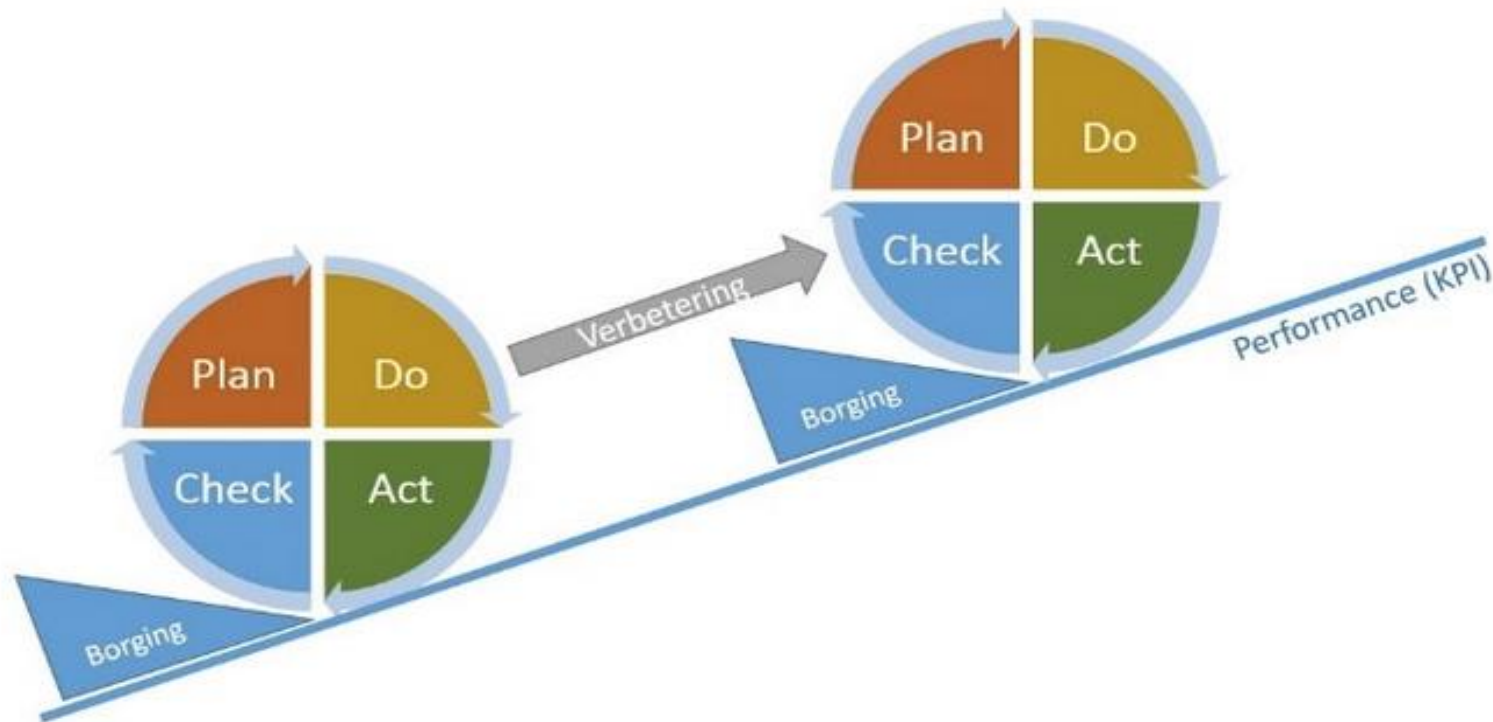 Plan
Do
Check
Act
Borging
Verbetering
Plan
Do
Check
Act
Borging
Performance (KPI)